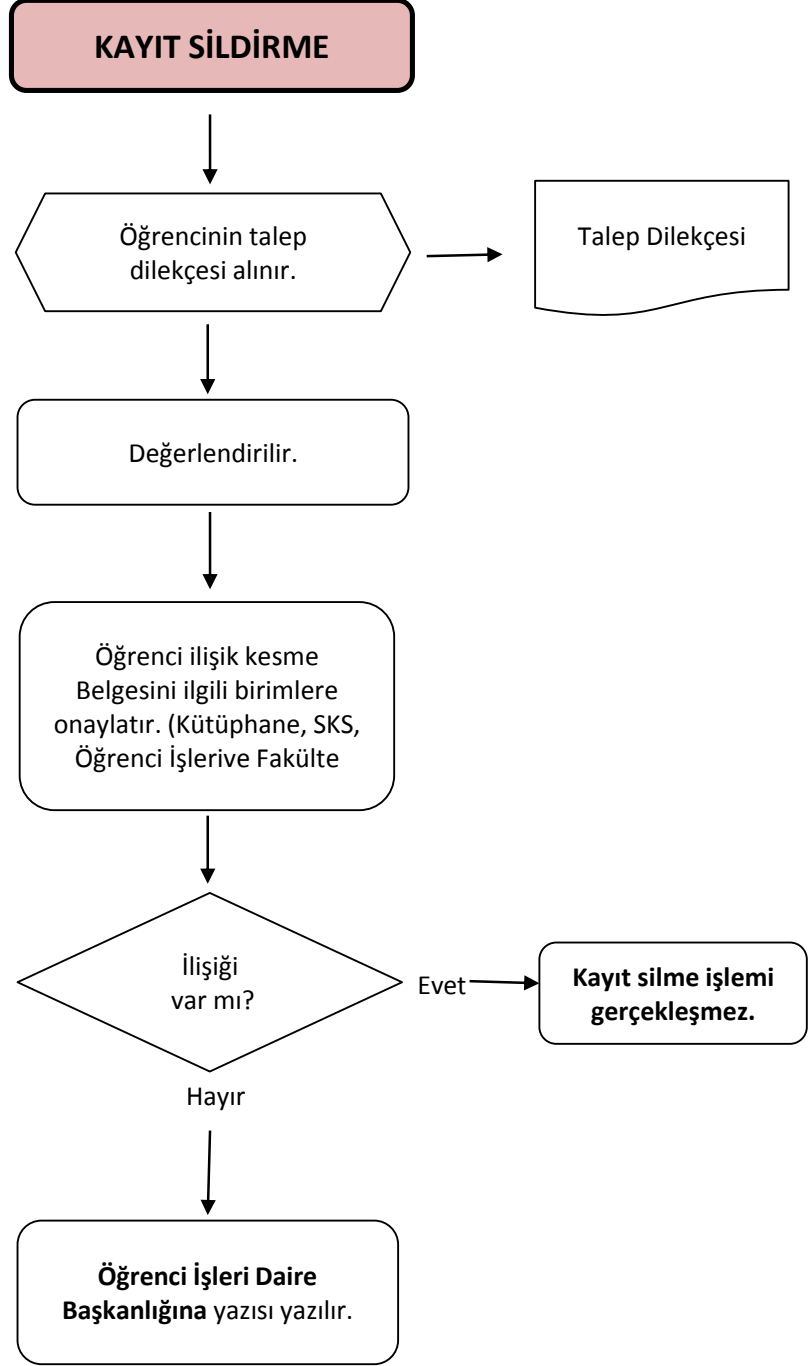 KAYIT SİLDİRME
Öğrencinin talep
dilekçesi alınır.
Talep Dilekçesi
Değerlendirilir.
Öğrenci ilişik kesme
Belgesini ilgili birimlere
onaylatır. (Kütüphane, SKS,
Öğrenci İşlerive Fakülte
İlişiği
var mı?
Evet
Kayıt silme işlemi
gerçekleşmez.
Hayır
Öğrenci İşleri Daire
Başkanlığına yazısı yazılır.